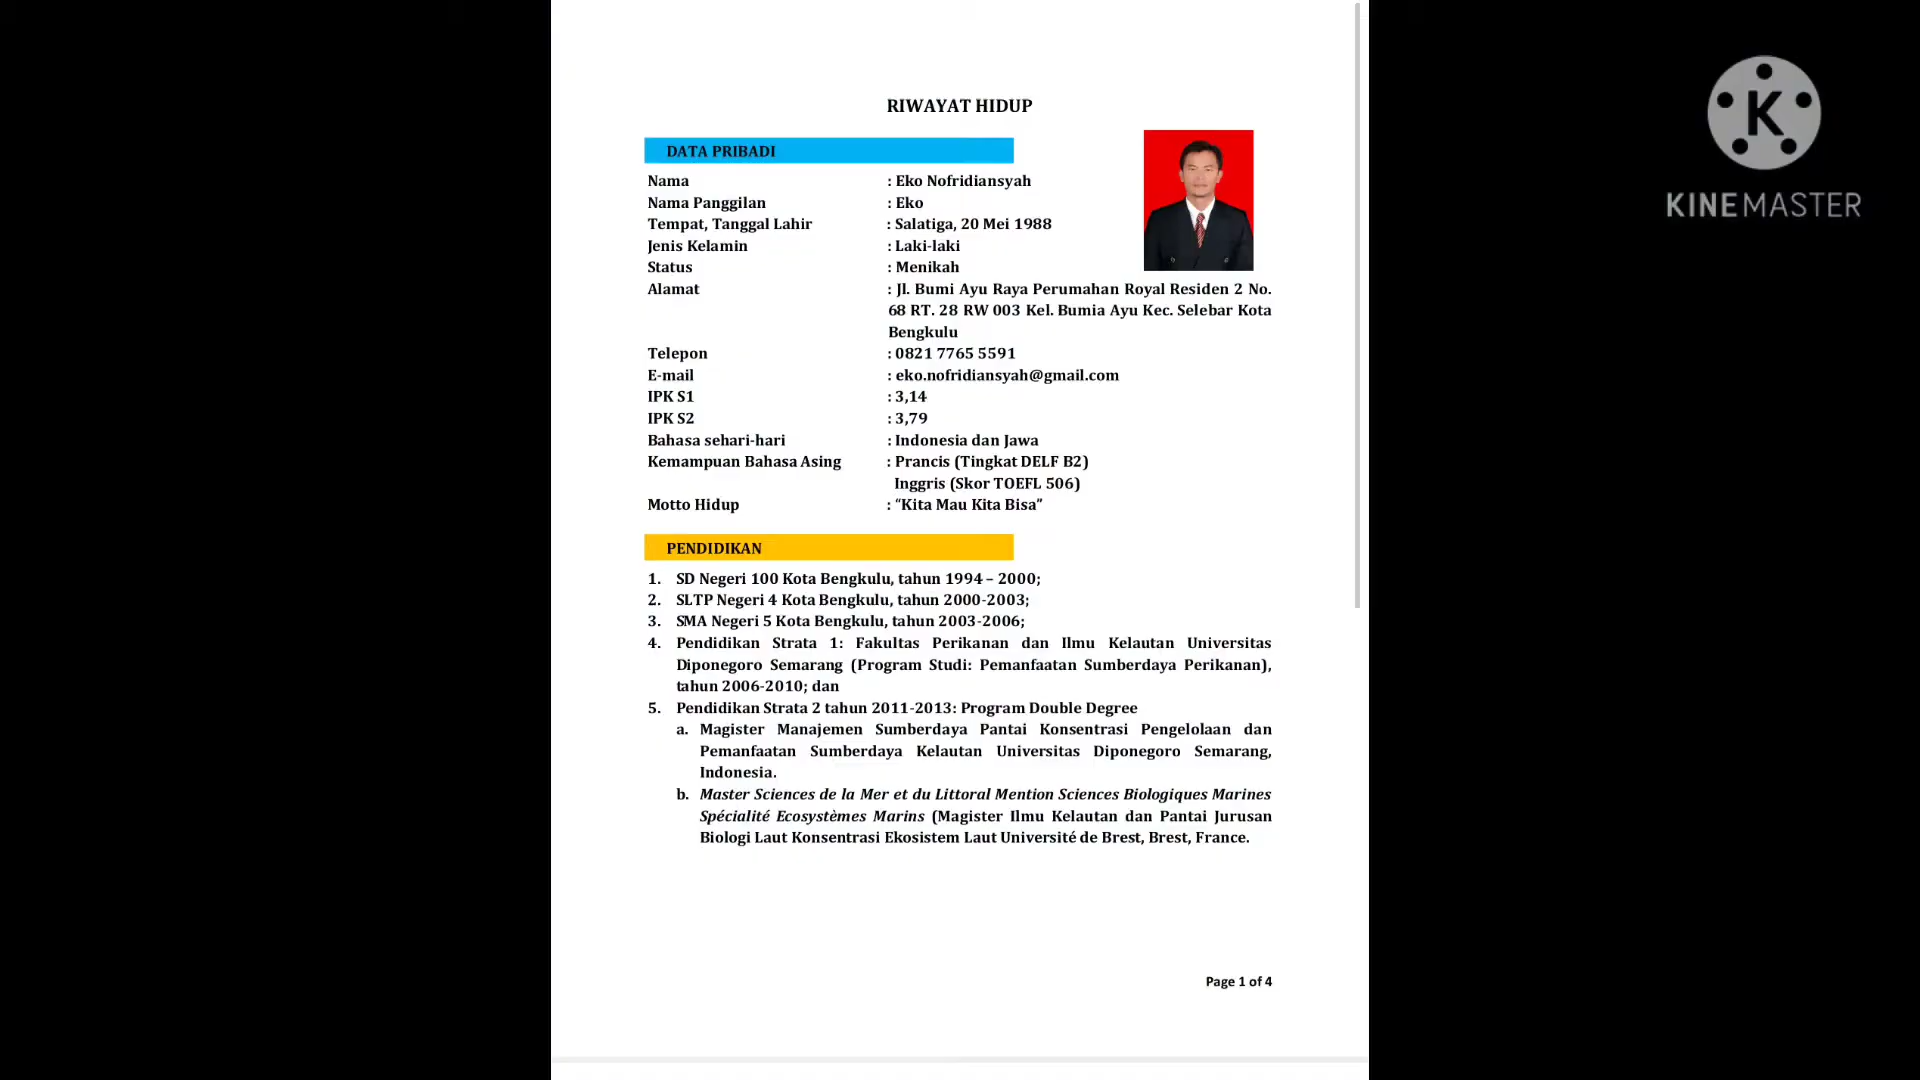 RIWAYAT HIDUP
DATA PRIBADI
Nama : Eko Nofridiansyah
Nama Panggilan : Eko
Tempat, Tanggal Lahir : Salatiga, 20 Mei 1988
Jenis Kelamin : Laki-laki
Status : Menikah
Alamat : Jl. Bumi Ayu Raya Perumahan Royal Residen 2 No.
68 RT. 28 RW 003 Kel. Bumia Ayu Kec. Selebar Kota
Bengkulu
Telepon : 0821 7765 5591
E-mail : eko.nofridiansyah@gmail.com
IPK S1 : 3,14
IPK S2 : 3,79
Bahasa sehari-hari : Indonesia dan Jawa
Kemampuan Bahasa Asing : Prancis (Tingkat DELF B2)
Inggris (Skor TOEFL 506)
Motto Hidup : “Kita Mau Kita Bisa”
PENDIDIKAN
1. SD Negeri 100 Kota Bengkulu, tahun 1994 – 2000;
2. SLTP Negeri 4 Kota Bengkulu, tahun 2000-2003;
3. SMA Negeri 5 Kota Bengkulu, tahun 2003-2006;
4. Pendidikan Strata 1: Fakultas Perikanan dan Ilmu Kelautan Universitas
Diponegoro Semarang (Program Studi: Pemanfaatan Sumberdaya Perikanan),
tahun 2006-2010; dan
5. Pendidikan Strata 2 tahun 2011-2013: Program Double Degree
a. Magister Manajemen Sumberdaya Pantai Konsentrasi Pengelolaan dan
Pemanfaatan Sumberdaya Kelautan Universitas Diponegoro Semarang,
Indonesia.
b. Master Sciences de la Mer et du Littoral Mention Sciences Biologiques Marines
Spécialité Ecosystèmes Marins (Magister Ilmu Kelautan dan Pantai Jurusan
Biologi Laut Konsentrasi Ekosistem Laut Université de Brest, Brest, France.
Page 1 of 4
K
KINEMASTER